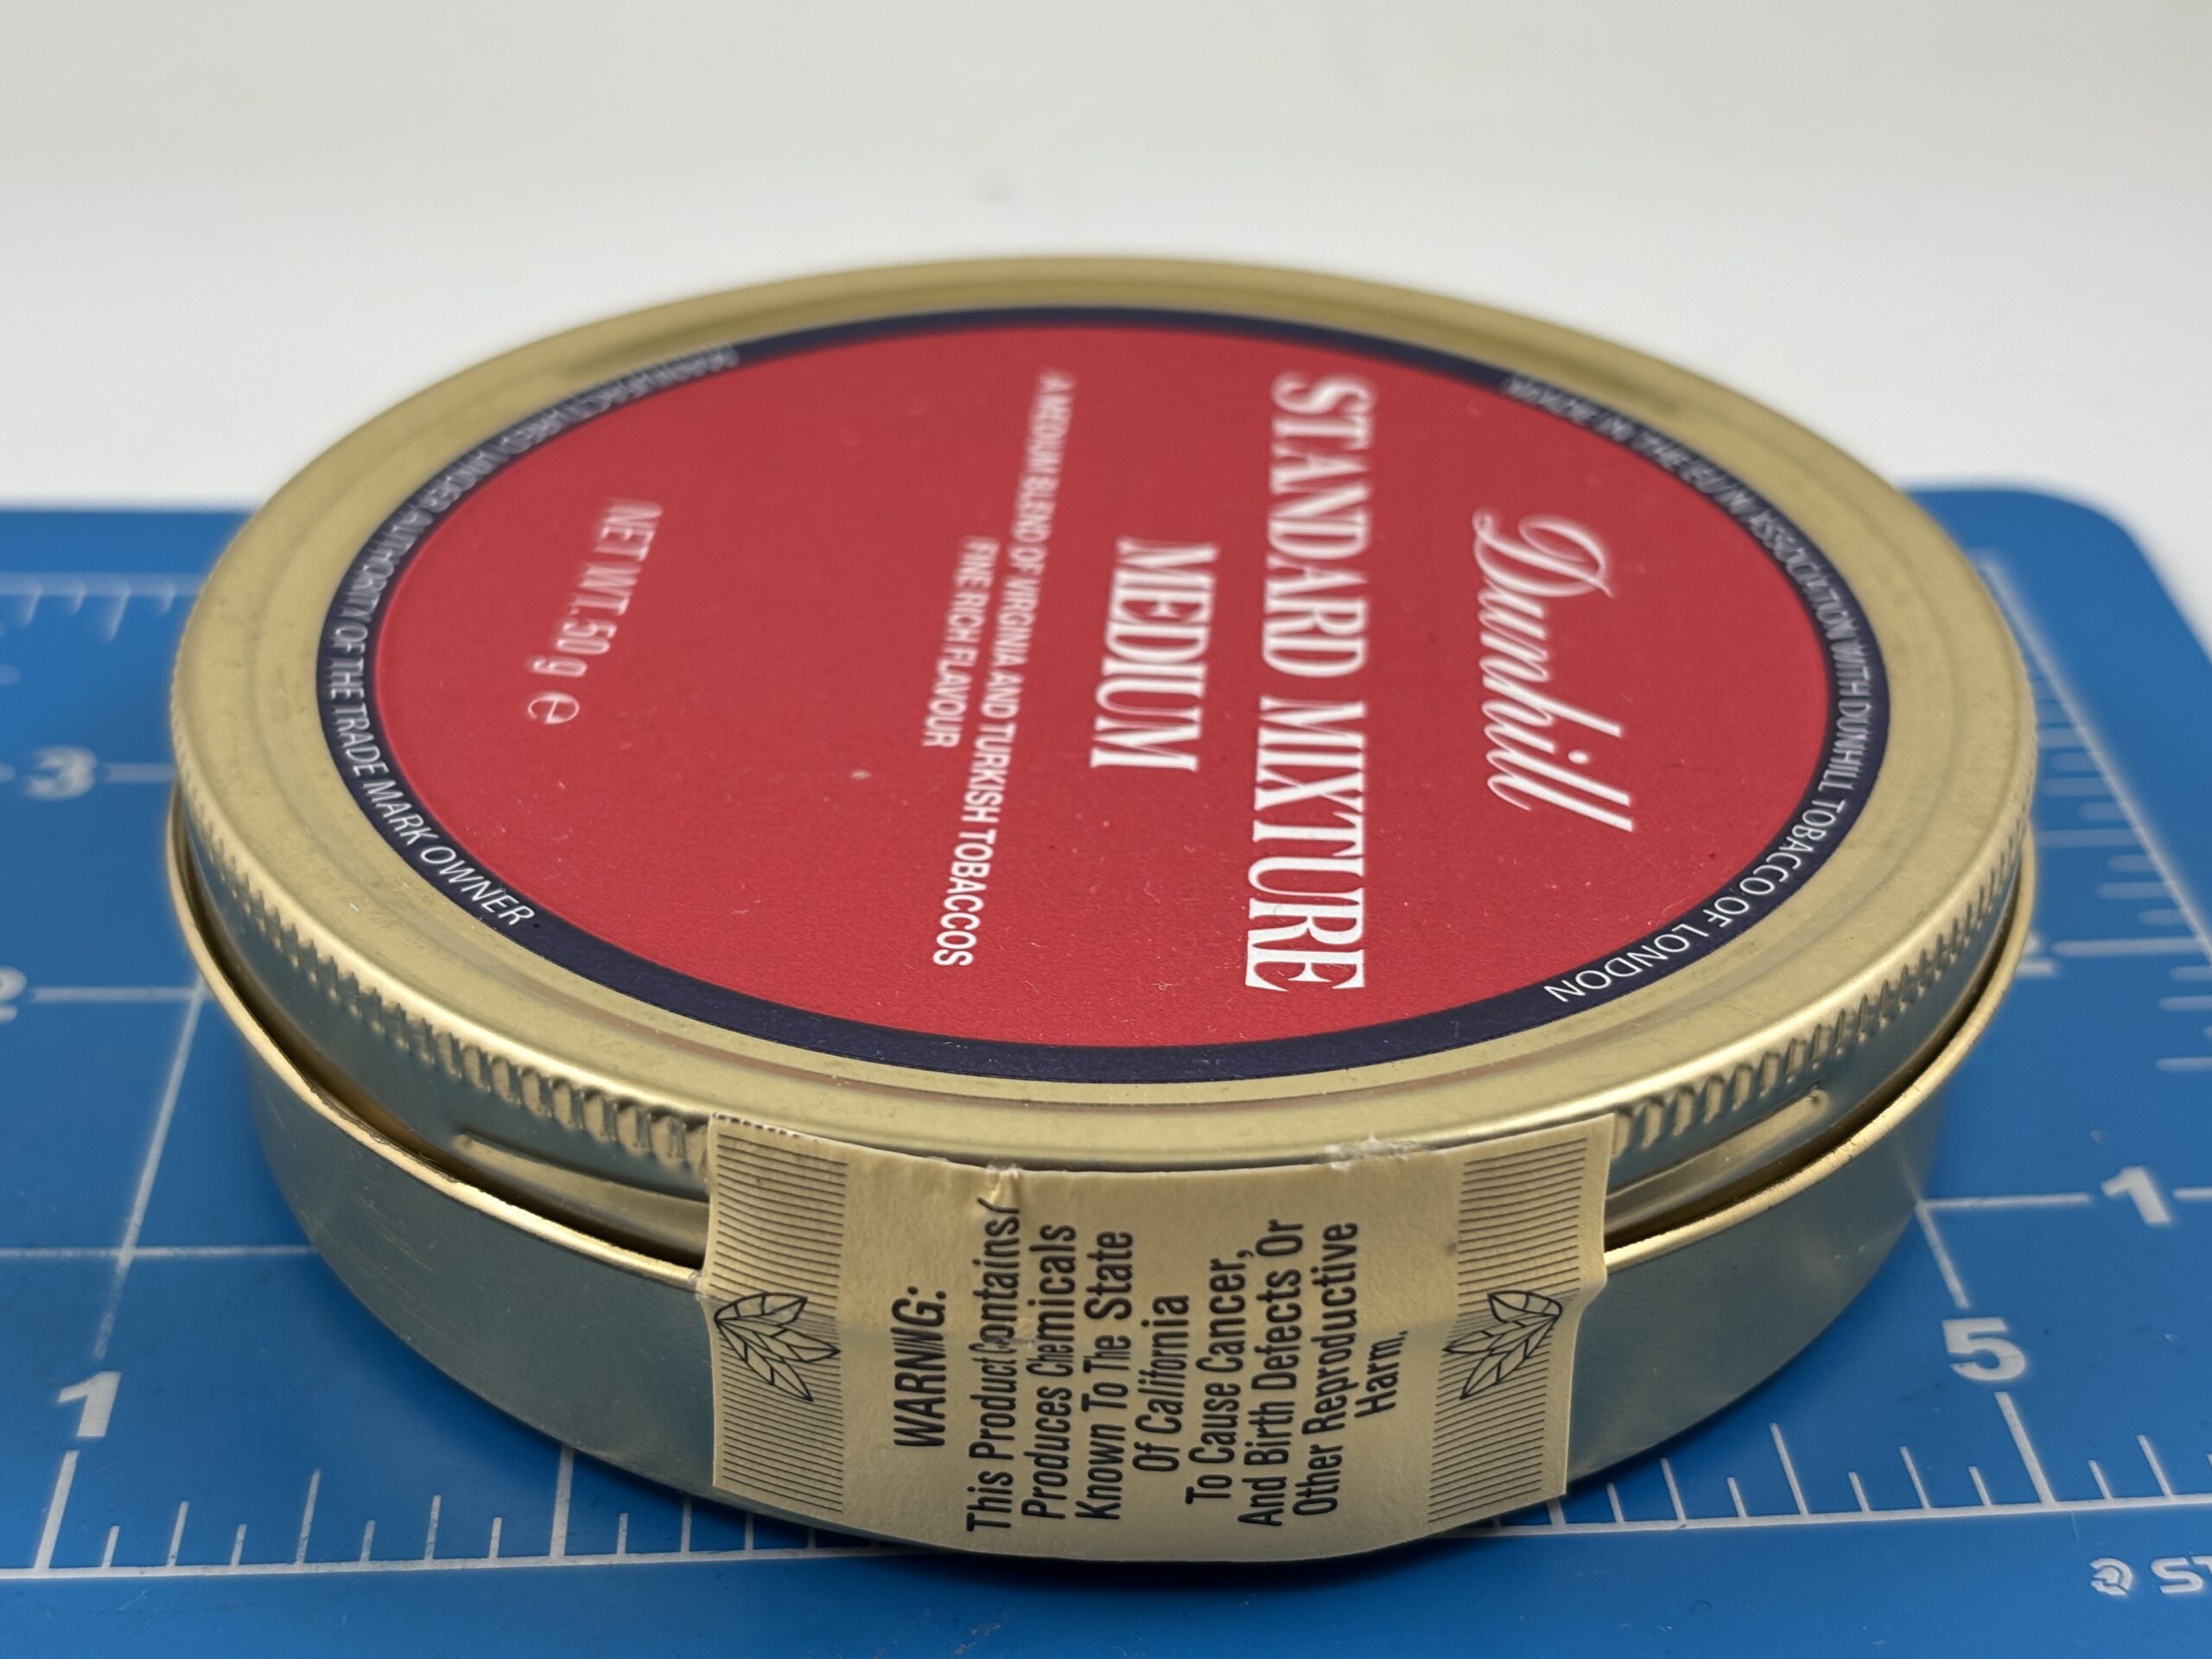 MADE IN THE EU IN ASSOCIATION WITH DUNHILL TOBACCO OF LONDON
Dunhill
STANDARD MIXTURE
MEDIUM
A MEDIUM BLEND OF VIRGINIA AND TURKISH TOBACCOS
FINE RICH FLAVOUR
NET WT. 50 g e
MANUFACTURED UNDER AUTHORITY OF THE TRADE MARK OWNER
WARNING:
This Product Contains/
Produces Chemicals
Known To The State
Of California
To Cause Cancer,
And Birth Defects Or
Other Reproductive
Harm.
3
2
1
1
5
ST